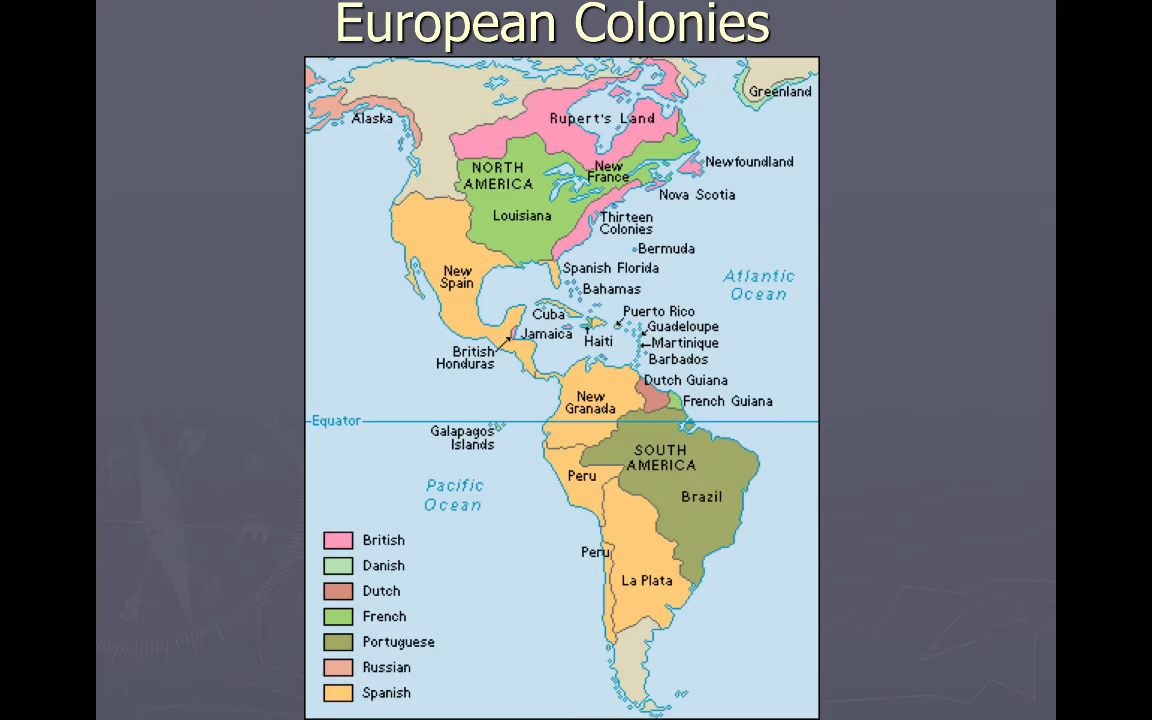 European Colonies
Greenland
Alaska
Rupert's Land
NORTH
AMERICA
New
France
Newfoundland
Nova Scotia
Louisiana
Thirteen
Colonies
Bermuda
Spanish Florida
New
Spain
Atlantic
Ocean
Bahamas
Cuba
Puerto Rico
Guadeloupe
Jamaica
Haiti
Martinique
British
Honduras
Barbados
Dutch Guiana
New
Granada
French Guiana
Equator
Galapagos
Islands
SOUTH
AMERICA
Peru
Brazil
Pacific
Ocean
Peru
La Plata
British
Danish
Dutch
French
Portuguese
Russian
Spanish
S